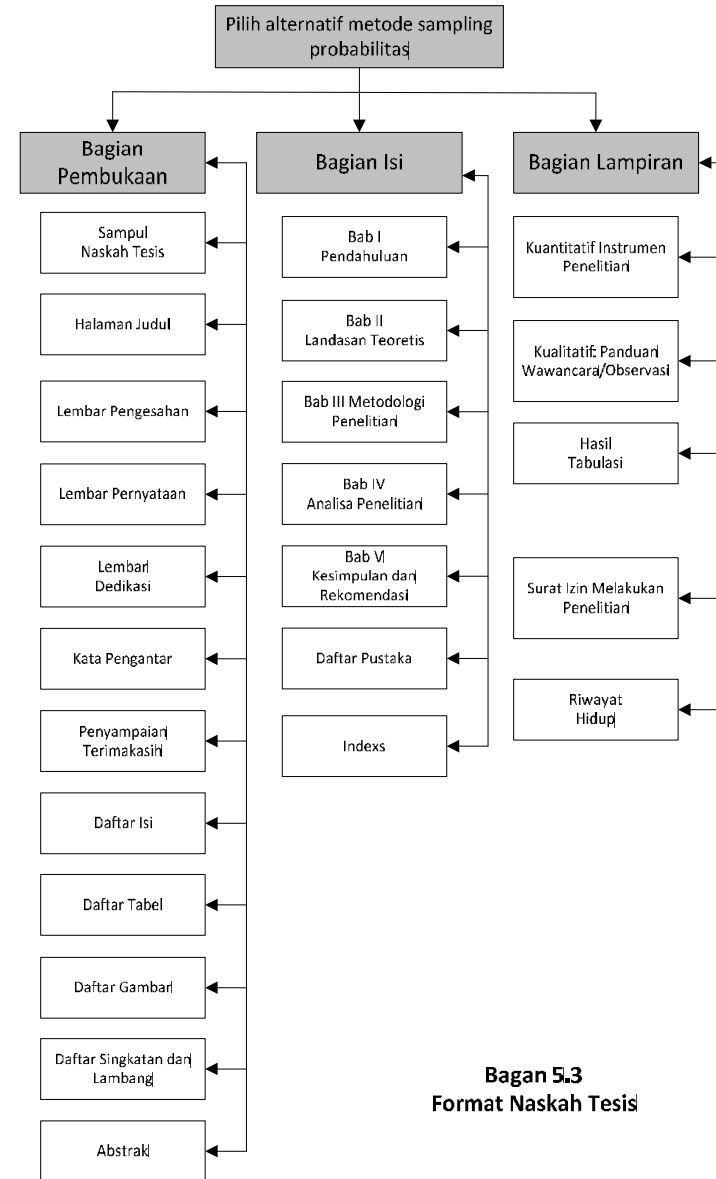 Pilih alternatif metode sampling
probabilitas
Bagian
Pembukaan
Sampul
Naskah Tesis
Halaman Judul
Lembar Pengesahan
Lembar Pernyataan
Lembar
Dedikasi
Kata Pengantar
Penyampaian
Terimakasih
Daftar Isi
Daftar Tabel
Daftar Gambar
Daftar Singkatan dan
Lambang
Abstrak
Bagian Isi
Bab I
Pendahuluan
Bab II
Landasan Teoretis
Bab III Metodologi
Penelitian
Bab IV
Analisa Penelitian
Bab V
Kesimpulan dan
Rekomendasi
Daftar Pustaka
Indexs
Bagian Lampiran
Kuantitatif Instrumen
Penelitian
Kualitatif: Panduan
Wawancara/Observasi
Hasil
Tabulasi
Surat Izin Melakukan
Penelitian
Riwayat
Hidup
Bagan 5.3
Format Naskah Tesis